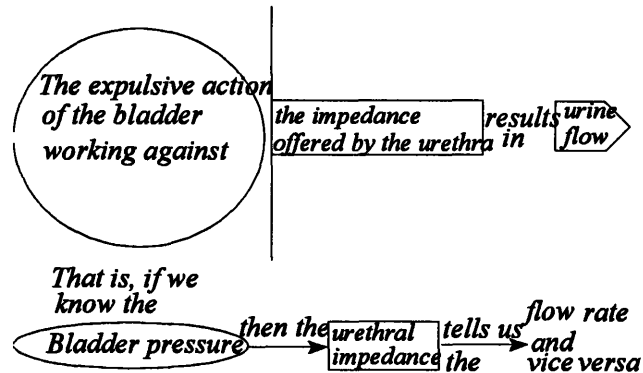 The expulsive action
of the bladder
working against
the impedance
offered by the urethra
results
in
urine
flow
That is, if we
know the
Bladder pressure
then the
urethral
impedance
tells us
the
flow rate
and
vice versa